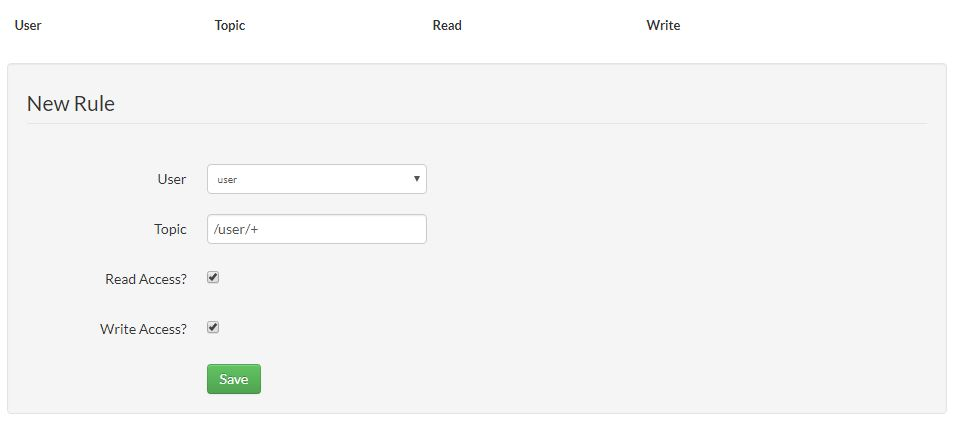 User Topic Read Write
New Rule
User user
Topic /user/+
Read Access?
Write Access?
Save